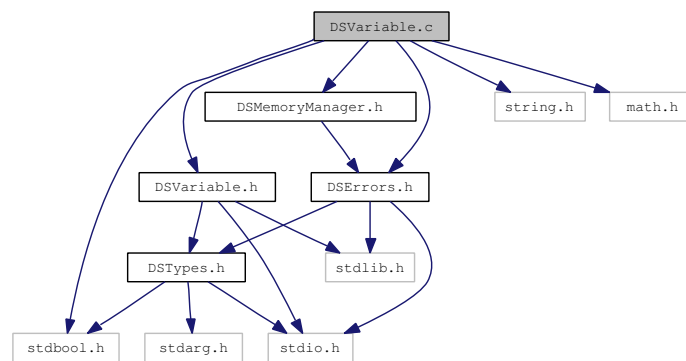 DSVariable.c
DSMemoryManager.h
string.h
math.h
DSVariable.h
DSErrors.h
DSTypes.h
stdlib.h
stdbool.h
stdarg.h
stdio.h